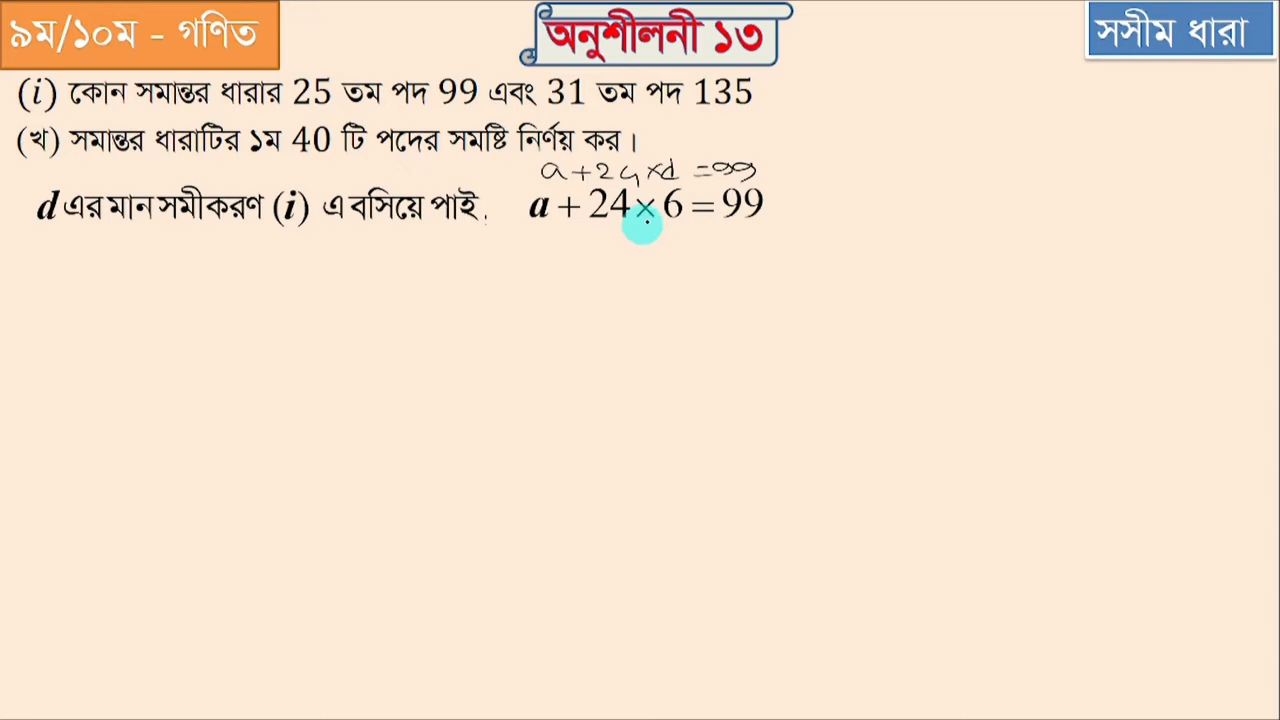 ৯ম/১০ম - গণিত
অনুশীলনী ১৩
সসীম ধারা
(i) কোন সমান্তর ধারার 25 তম পদ 99 এবং 31 তম পদ 135
(খ) সমান্তর ধারাটির ১ম 40 টি পদের সমষ্টি নির্ণয় কর।
a+24×d =99
d এর মান সমীকরণ (i) এ বসিয়ে পাই. a + 24 × 6 = 99